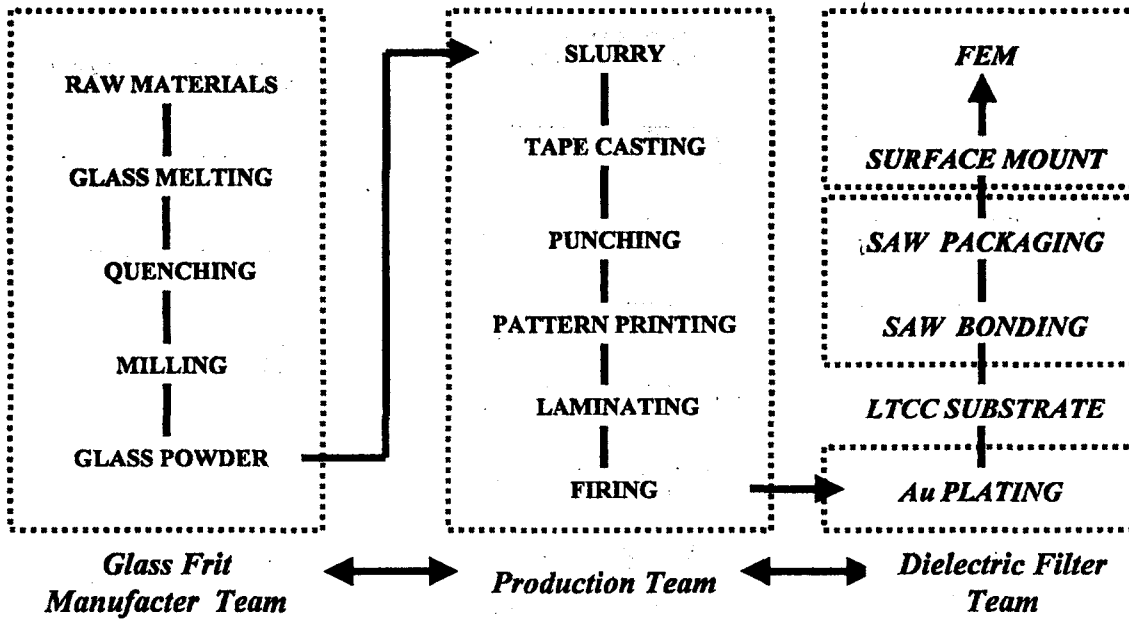 RAW MATERIALS
GLASS MELTING
QUENCHING
MILLING
GLASS POWDER
Glass Frit
Manufacter Team
SLURRY
TAPE CASTING
PUNCHING
PATTERN PRINTING
LAMINATING
FIRING
Production Team
FEM
SURFACE MOUNT
SAW PACKAGING
SAW BONDING
LTCC SUBSTRATE
Au PLATING
Dielectric Filter
Team